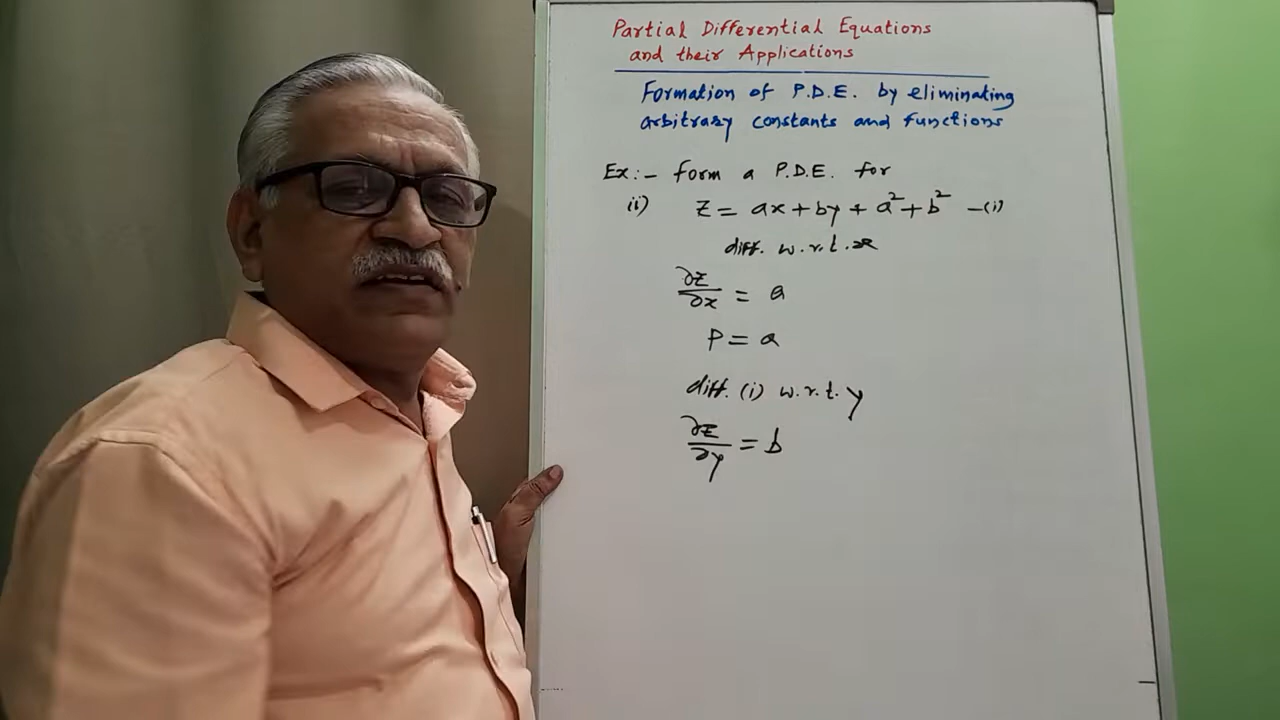 Partial Differential Equations
and their Applications
Formation of P.D.E. by eliminating
arbitrary constants and functions
Ex:- form a P.D.E. for
ii) Z = ax + by + a² + b² -(i)
diff. w.r.t. x
∂z/∂x = a
P = a
diff. (i) w.r.t. y
∂z/∂y = b